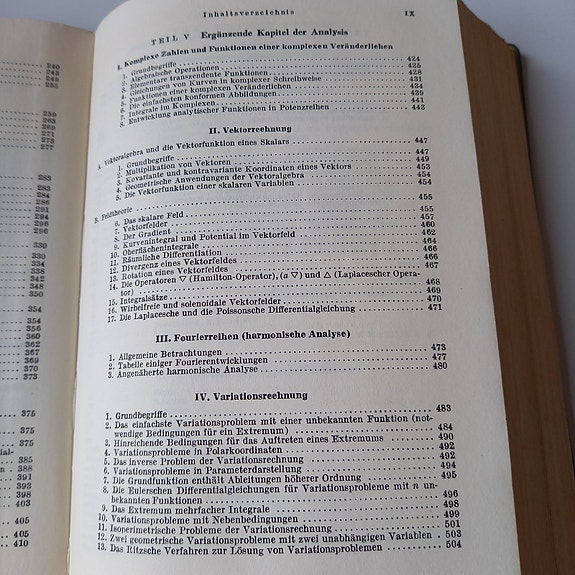 Inhaltsverzeichnis IX
TEIL V Ergänzende Kapitel der Analysis
I. Komplexe Zahlen und Funktionen einer komplexen Veränderlichen
1. Grundbegriffe 424
2. Algebraische Operationen 425
3. Elementare transzendente Funktionen 428
4. Gleichungen von Kurven in komplexer Schreibweise 431
5. Funktionen einer komplexen Veränderlichen 434
6. Die einfachsten konformen Abbildungen 439
7. Integrale im Komplexen 441
8. Entwicklung analytischer Funktionen in Potenzreihen 443
II. Vektorrechnung
A. Vektoralgebra und die Vektorfunktion eines Skalars 447
1. Grundbegriffe 447
2. Multiplikation von Vektoren 449
3. Kovariante und kontravariante Koordinaten eines Vektors 453
4. Geometrische Anwendungen der Vektoralgebra 454
5. Die Vektorfunktion einer skalaren Variablen 454
B. Feldtheorie 455
6. Das skalare Feld 455
7. Vektorfelder 457
8. Der Gradient 460
9. Kurvenintegral und Potential im Vektorfeld 462
10. Oberflächenintegrale 464
11. Räumliche Differentiation 466
12. Divergenz eines Vektorfeldes 466
13. Rotation eines Vektorfeldes 467
14. Die Operatoren ∇ (Hamilton-Operator), (a ∇) und △ (Laplacescher Opera-
tor) 468
15. Integralsätze 469
16. Wirbelfreie und solenoidale Vektorfelder 470
17. Die Laplacesche und die Poissonsche Differentialgleichung 471
III. Fourierreihen (harmonische Analyse)
1. Allgemeine Betrachtungen 473
2. Tabelle einiger Fourierentwicklungen 477
3. Angenäherte harmonische Analyse 480
IV. Variationsrechnung
1. Grundbegriffe 483
2. Das einfachste Variationsproblem mit einer unbekannten Funktion (not-
wendige Bedingungen für ein Extremum) 484
3. Hinreichende Bedingungen für das Auftreten eines Extremums 490
4. Variationsprobleme in Polarkoordinaten 492
5. Das inverse Problem der Variationsrechnung 492
6. Variationsprobleme in Parameterdarstellung 494
7. Die Grundfunktion enthält Ableitungen höherer Ordnung 495
8. Die Eulerschen Differentialgleichungen für Variationsprobleme mit n un-
bekannten Funktionen 496
9. Das Extremum mehrfacher Integrale 498
10. Variationsprobleme mit Nebenbedingungen 499
11. Isoperimetrische Probleme der Variationsrechnung 501
12. Zwei geometrische Variationsprobleme mit zwei unabhängigen Variablen 503
13. Das Ritzsche Verfahren zur Lösung von Variationsproblemen 504